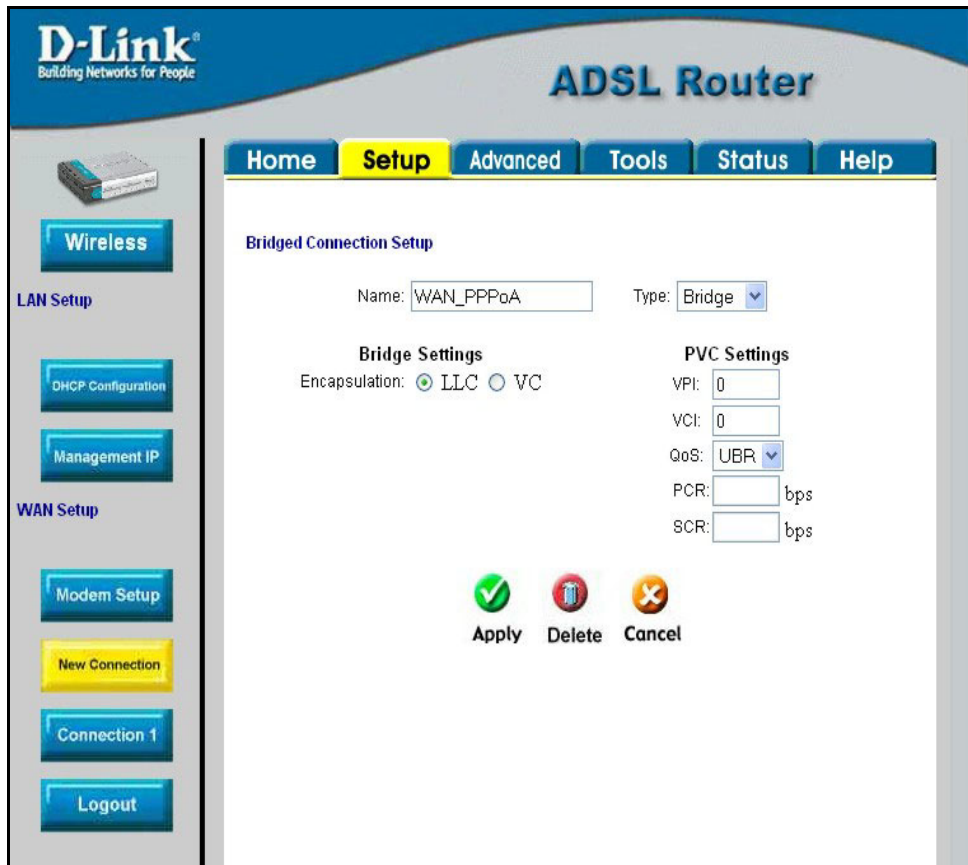 D-Link®
Building Networks for People
ADSL Router
Home Setup Advanced Tools Status Help
Wireless
LAN Setup
DHCP Configuration
Management IP
WAN Setup
Modem Setup
New Connection
Connection 1
Logout
Bridged Connection Setup
Name: WAN_PPPoA Type: Bridge
Bridge Settings
Encapsulation: LLC VC
PVC Settings
VPI: 0
VCI: 0
QoS: UBR
PCR: bps
SCR: bps
Apply Delete Cancel